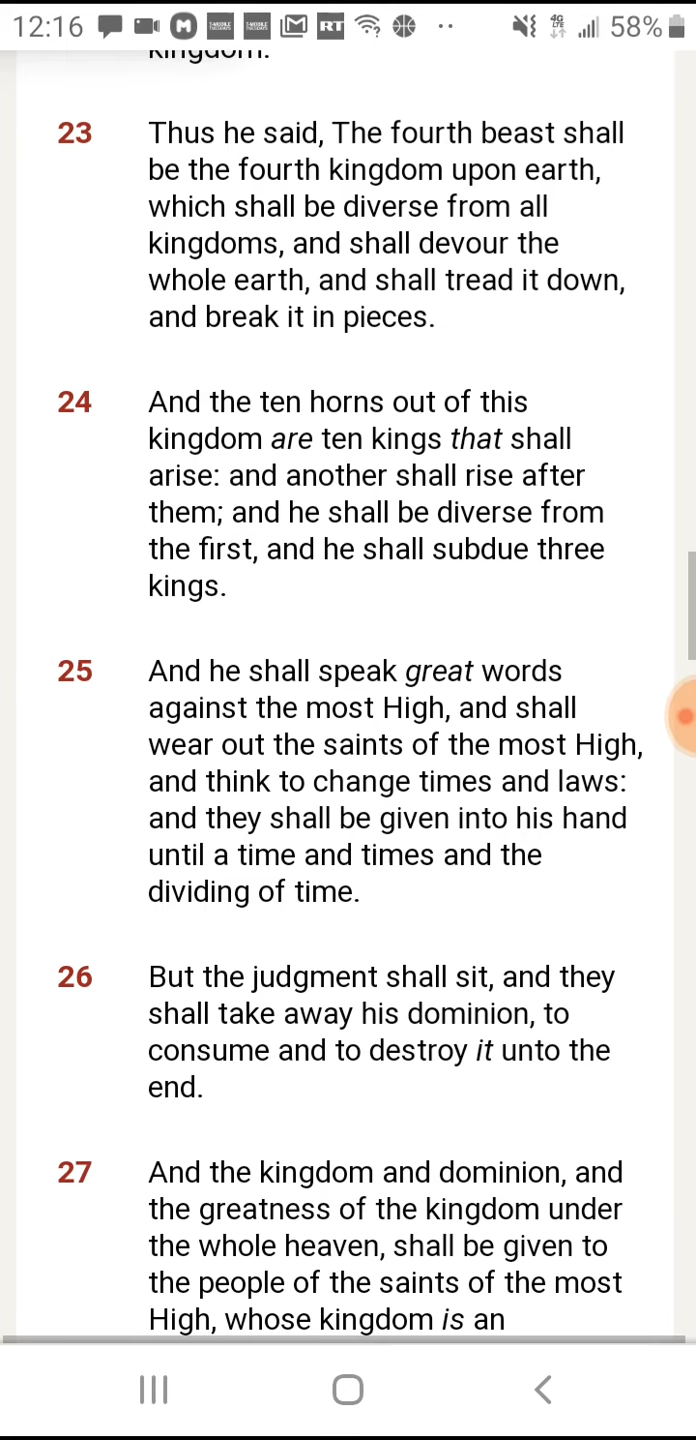 12:16 M T-MOBILE TUESDAYS T-MOBILE TUESDAYS M RT 4G LTE 58%
kingdom.
23 Thus he said, The fourth beast shall
be the fourth kingdom upon earth,
which shall be diverse from all
kingdoms, and shall devour the
whole earth, and shall tread it down,
and break it in pieces.
24 And the ten horns out of this
kingdom are ten kings that shall
arise: and another shall rise after
them; and he shall be diverse from
the first, and he shall subdue three
kings.
25 And he shall speak great words
against the most High, and shall
wear out the saints of the most High,
and think to change times and laws:
and they shall be given into his hand
until a time and times and the
dividing of time.
26 But the judgment shall sit, and they
shall take away his dominion, to
consume and to destroy it unto the
end.
27 And the kingdom and dominion, and
the greatness of the kingdom under
the whole heaven, shall be given to
the people of the saints of the most
High, whose kingdom is an